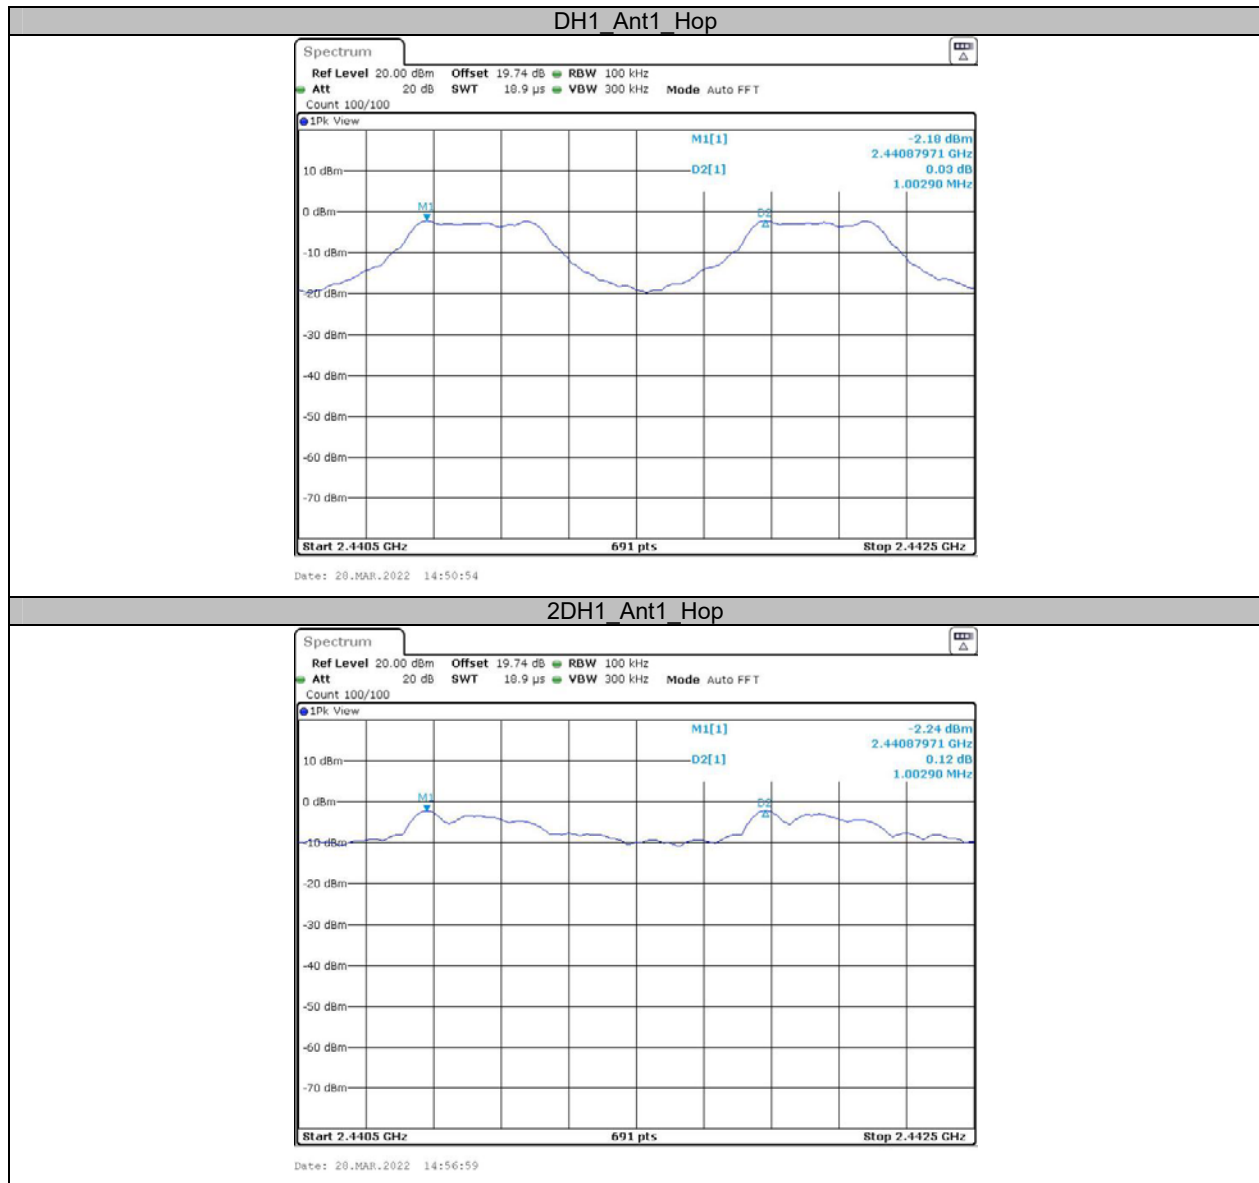 DH1_Ant1_Hop
Spectrum
Ref Level 20.00 dBm Offset 19.74 dB RBW 100 kHz
Att 20 dB SWT 18.9 µs VBW 300 kHz Mode Auto FFT
Count 100/100
1Pk View
M1[1] -2.18 dBm
2.44087971 GHz
10 dBm D2[1] 0.03 dB
1.00290 MHz
0 dBm M1 D2
-10 dBm
-20 dBm
-30 dBm
-40 dBm
-50 dBm
-60 dBm
-70 dBm
Start 2.4405 GHz 691 pts Stop 2.4425 GHz
Date: 28.MAR.2022 14:50:54
2DH1_Ant1_Hop
Spectrum
Ref Level 20.00 dBm Offset 19.74 dB RBW 100 kHz
Att 20 dB SWT 18.9 µs VBW 300 kHz Mode Auto FFT
Count 100/100
1Pk View
M1[1] -2.24 dBm
2.44087971 GHz
10 dBm D2[1] 0.12 dB
1.00290 MHz
0 dBm M1 D2
-10 dBm
-20 dBm
-30 dBm
-40 dBm
-50 dBm
-60 dBm
-70 dBm
Start 2.4405 GHz 691 pts Stop 2.4425 GHz
Date: 28.MAR.2022 14:56:59